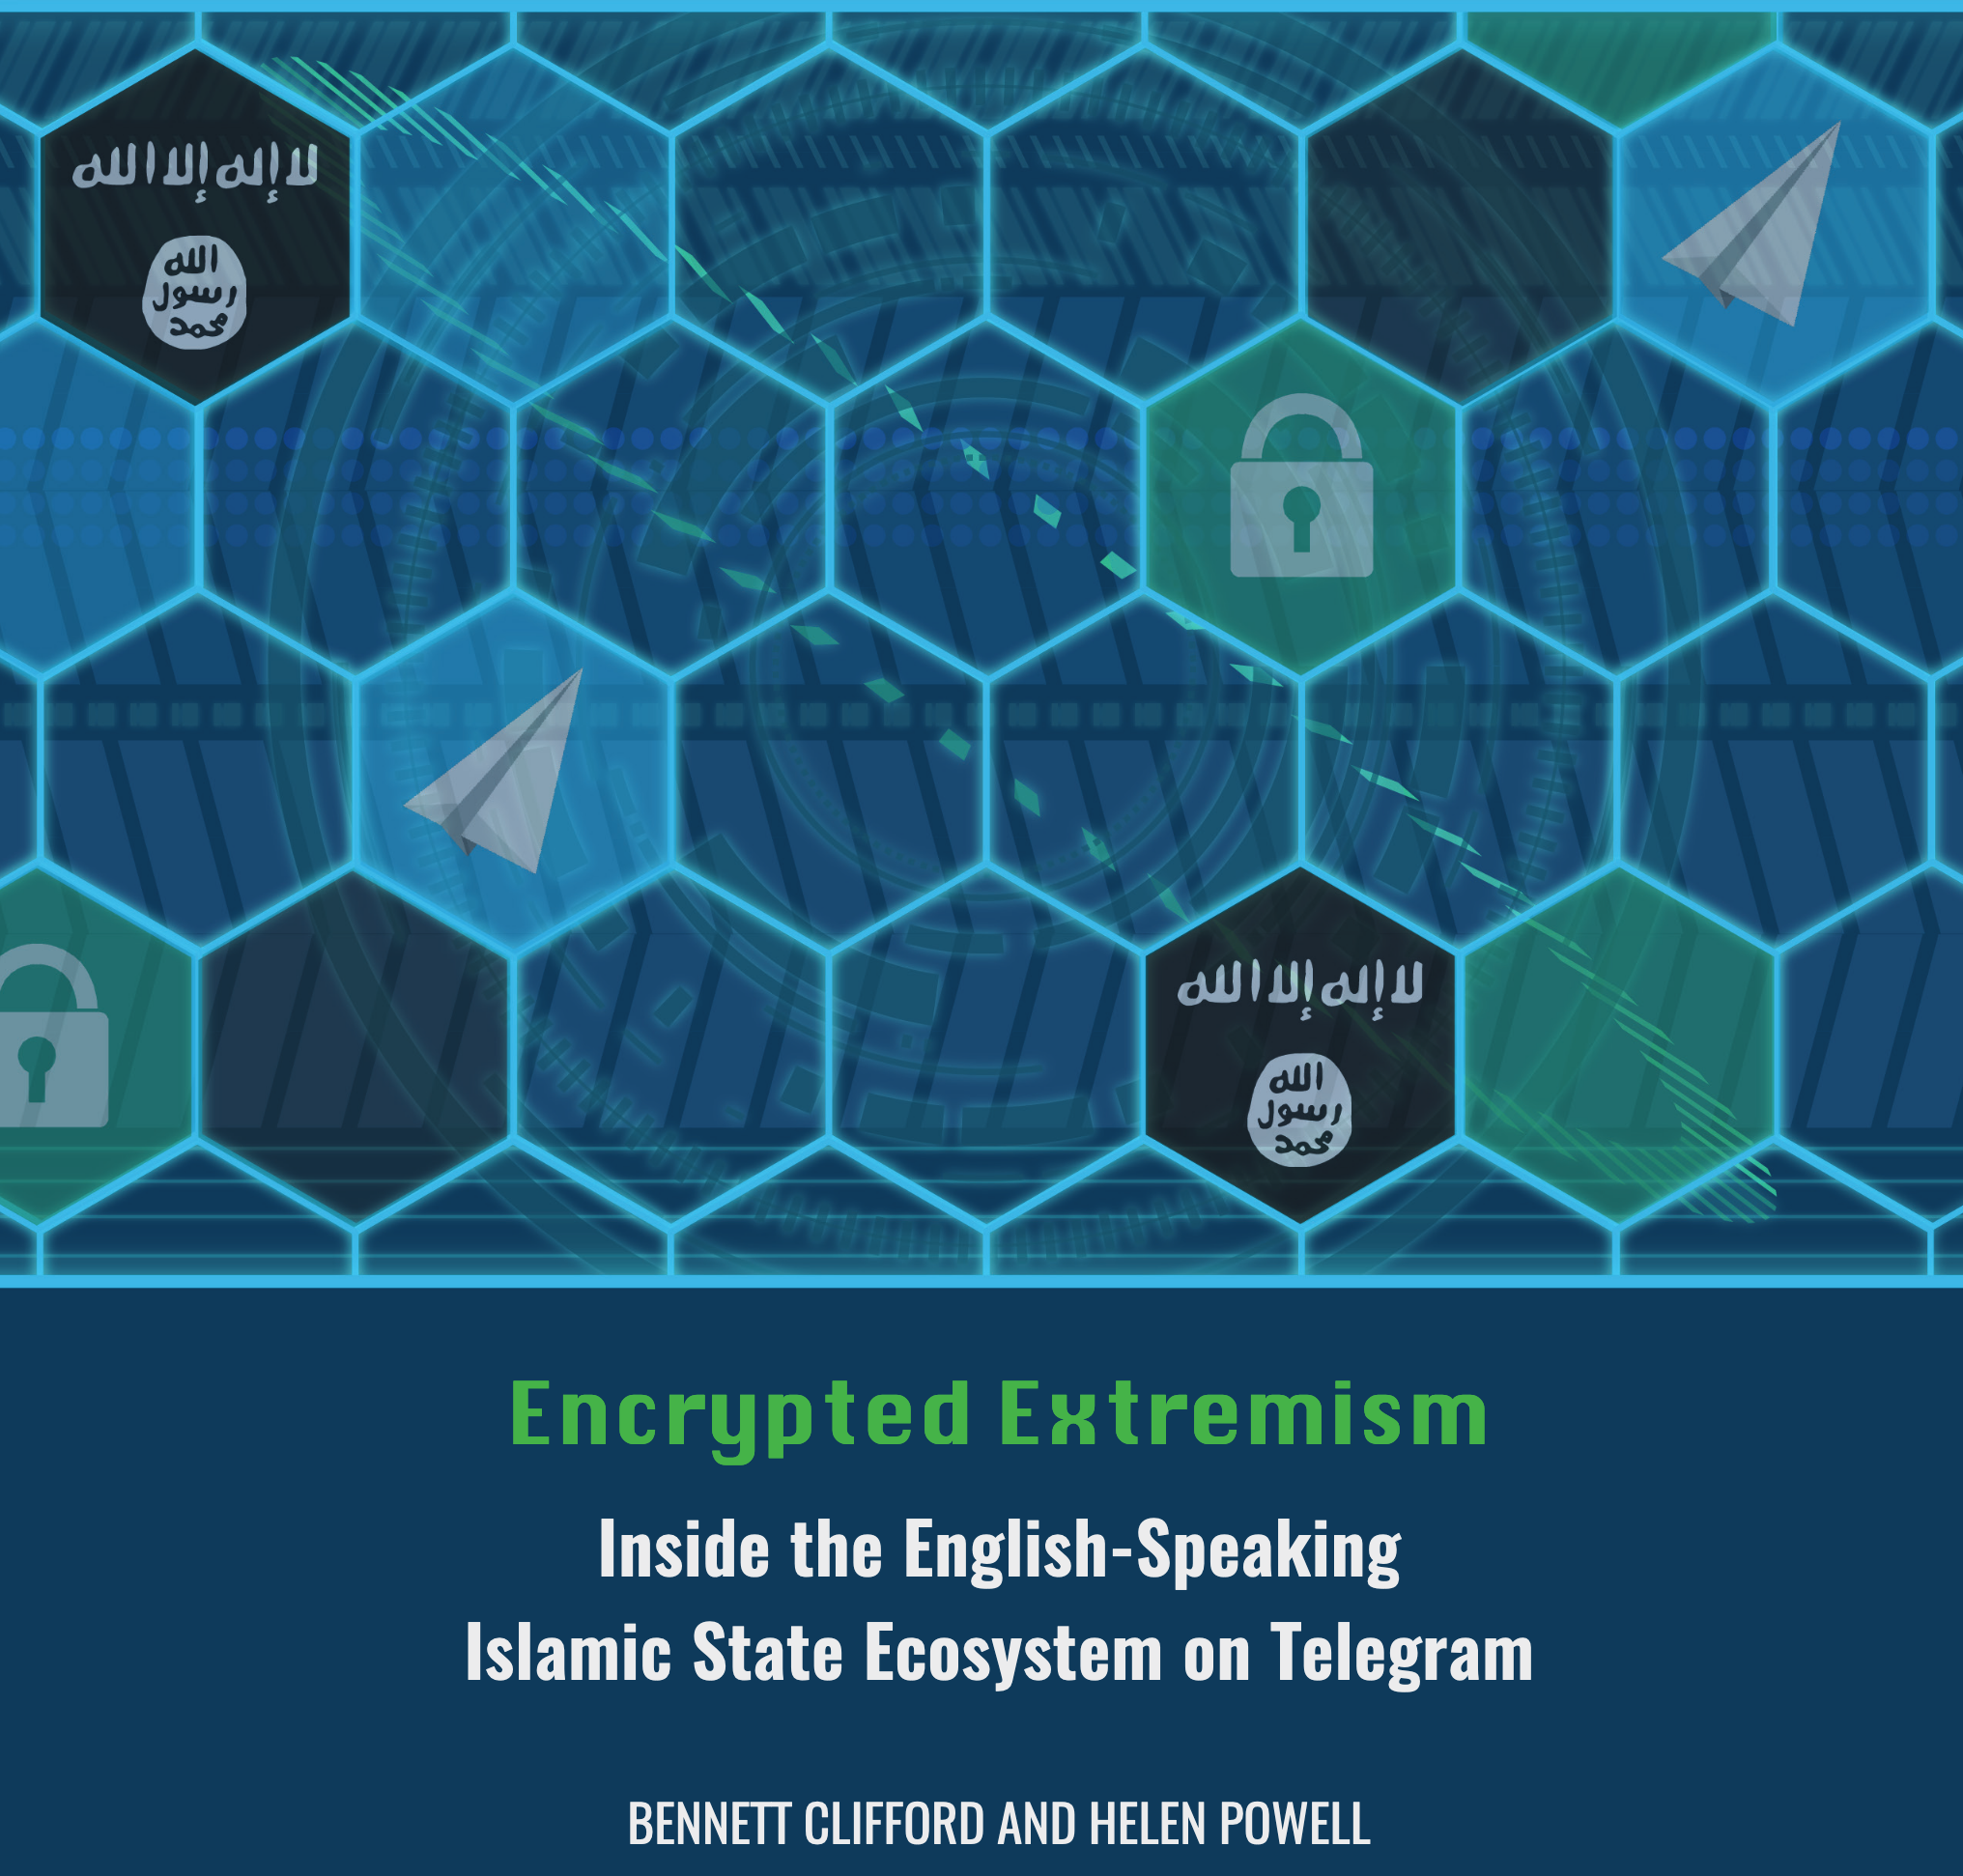 لا إله إلا الله
الله
رسول
محمد
لا إله إلا الله
الله
رسول
محمد
Encrypted Extremism
Inside the English-Speaking
Islamic State Ecosystem on Telegram
BENNETT CLIFFORD AND HELEN POWELL